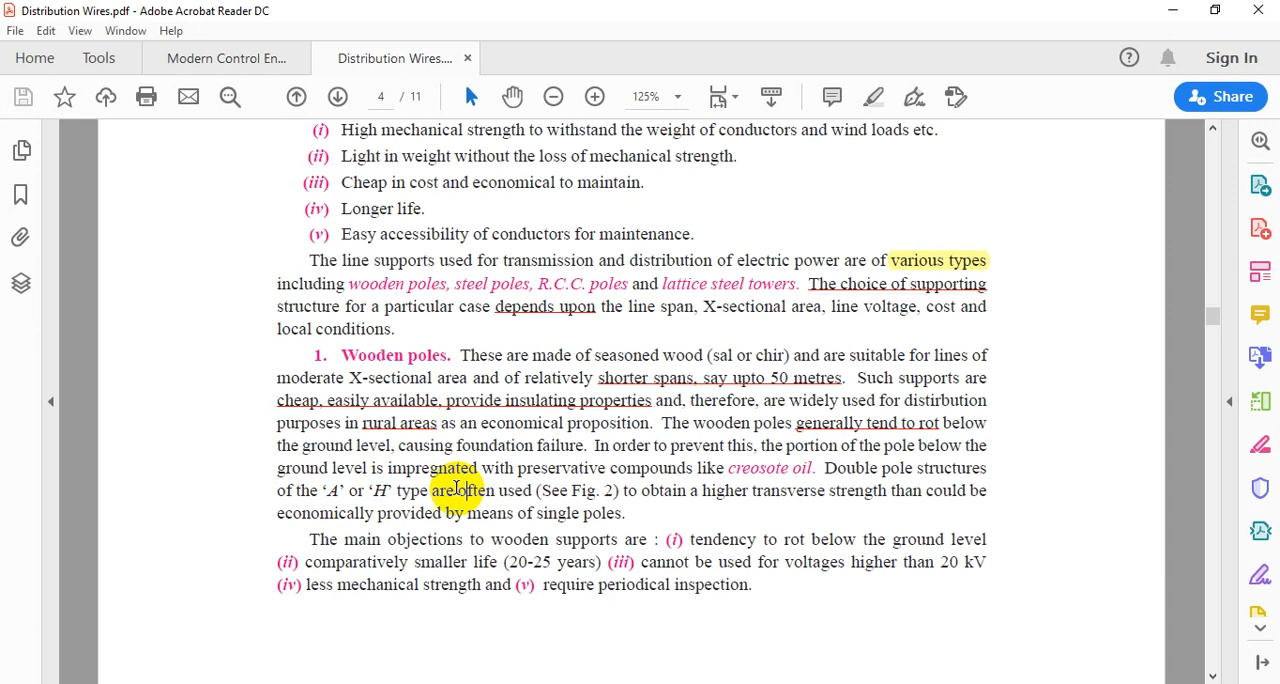 Distribution Wires.pdf - Adobe Acrobat Reader DC
File Edit View Window Help
Home Tools Modern Control En... Distribution Wires.... × Sign In
4 / 11 125% Share
(i) High mechanical strength to withstand the weight of conductors and wind loads etc.
(ii) Light in weight without the loss of mechanical strength.
(iii) Cheap in cost and economical to maintain.
(iv) Longer life.
(v) Easy accessibility of conductors for maintenance.
The line supports used for transmission and distribution of electric power are of various types
including wooden poles, steel poles, R.C.C. poles and lattice steel towers. The choice of supporting
structure for a particular case depends upon the line span, X-sectional area, line voltage, cost and
local conditions.
1. Wooden poles. These are made of seasoned wood (sal or chir) and are suitable for lines of
moderate X-sectional area and of relatively shorter spans, say upto 50 metres. Such supports are
cheap, easily available, provide insulating properties and, therefore, are widely used for distribution
purposes in rural areas as an economical proposition. The wooden poles generally tend to rot below
the ground level, causing foundation failure. In order to prevent this, the portion of the pole below the
ground level is impregnated with preservative compounds like creosote oil. Double pole structures
of the ‘A’ or ‘H’ type are often used (See Fig. 2) to obtain a higher transverse strength than could be
economically provided by means of single poles.
The main objections to wooden supports are : (i) tendency to rot below the ground level
(ii) comparatively smaller life (20-25 years) (iii) cannot be used for voltages higher than 20 kV
(iv) less mechanical strength and (v) require periodical inspection.